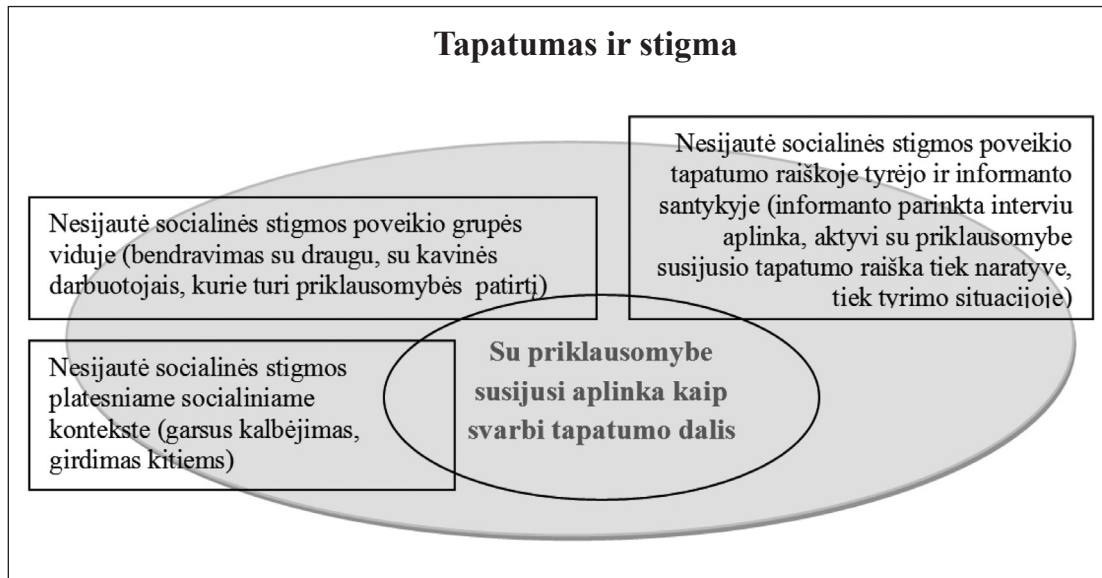 Tapatumas ir stigma
Nesijautė socialinės stigmos poveikio
tapatumo raiškoje tyrėjo ir informanto
santykyje (informanto parinkta interviu
aplinka, aktyvi su priklausomybe
susijusio tapatumo raiška tiek naratyve,
tiek tyrimo situacijoje)
Nesijautė socialinės stigmos poveikio grupės
viduje (bendravimas su draugu, su kavinės
darbuotojais, kurie turi priklausomybės patirtį)
Nesijautė socialinės stigmos
platesniame socialiniame
kontekste (garsus kalbėjimas,
girdimas kitiems)
Su priklausomybe
susijusi aplinka kaip
svarbi tapatumo dalis